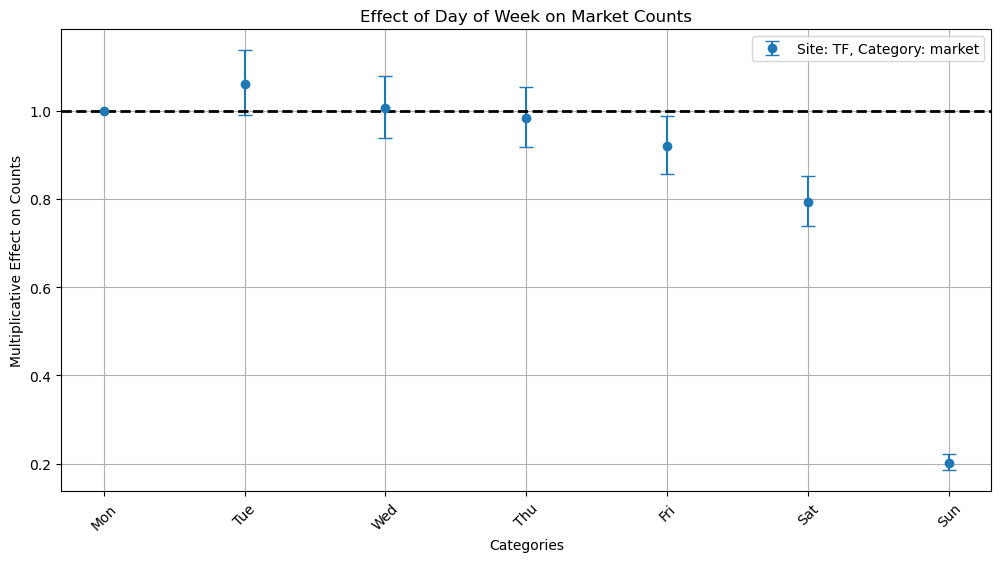 Effect of Day of Week on Market Counts
Site: TF, Category: market
Multiplicative Effect on Counts
1.0
0.8
0.6
0.4
0.2
Mon
Tue
Wed
Thu
Fri
Sat
Sun
Categories